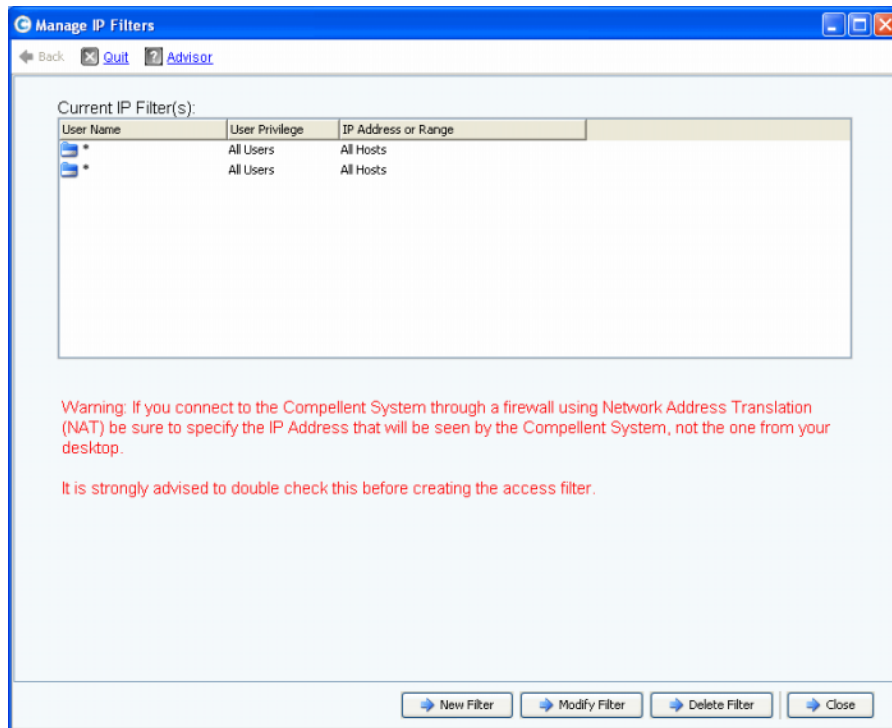 Manage IP Filters
Back Quit Advisor
Current IP Filter(s):
User Name User Privilege IP Address or Range
* All Users All Hosts
* All Users All Hosts
Warning: If you connect to the Compellent System through a firewall using Network Address Translation
(NAT) be sure to specify the IP Address that will be seen by the Compellent System, not the one from your
desktop.
It is strongly advised to double check this before creating the access filter.
New Filter Modify Filter Delete Filter Close